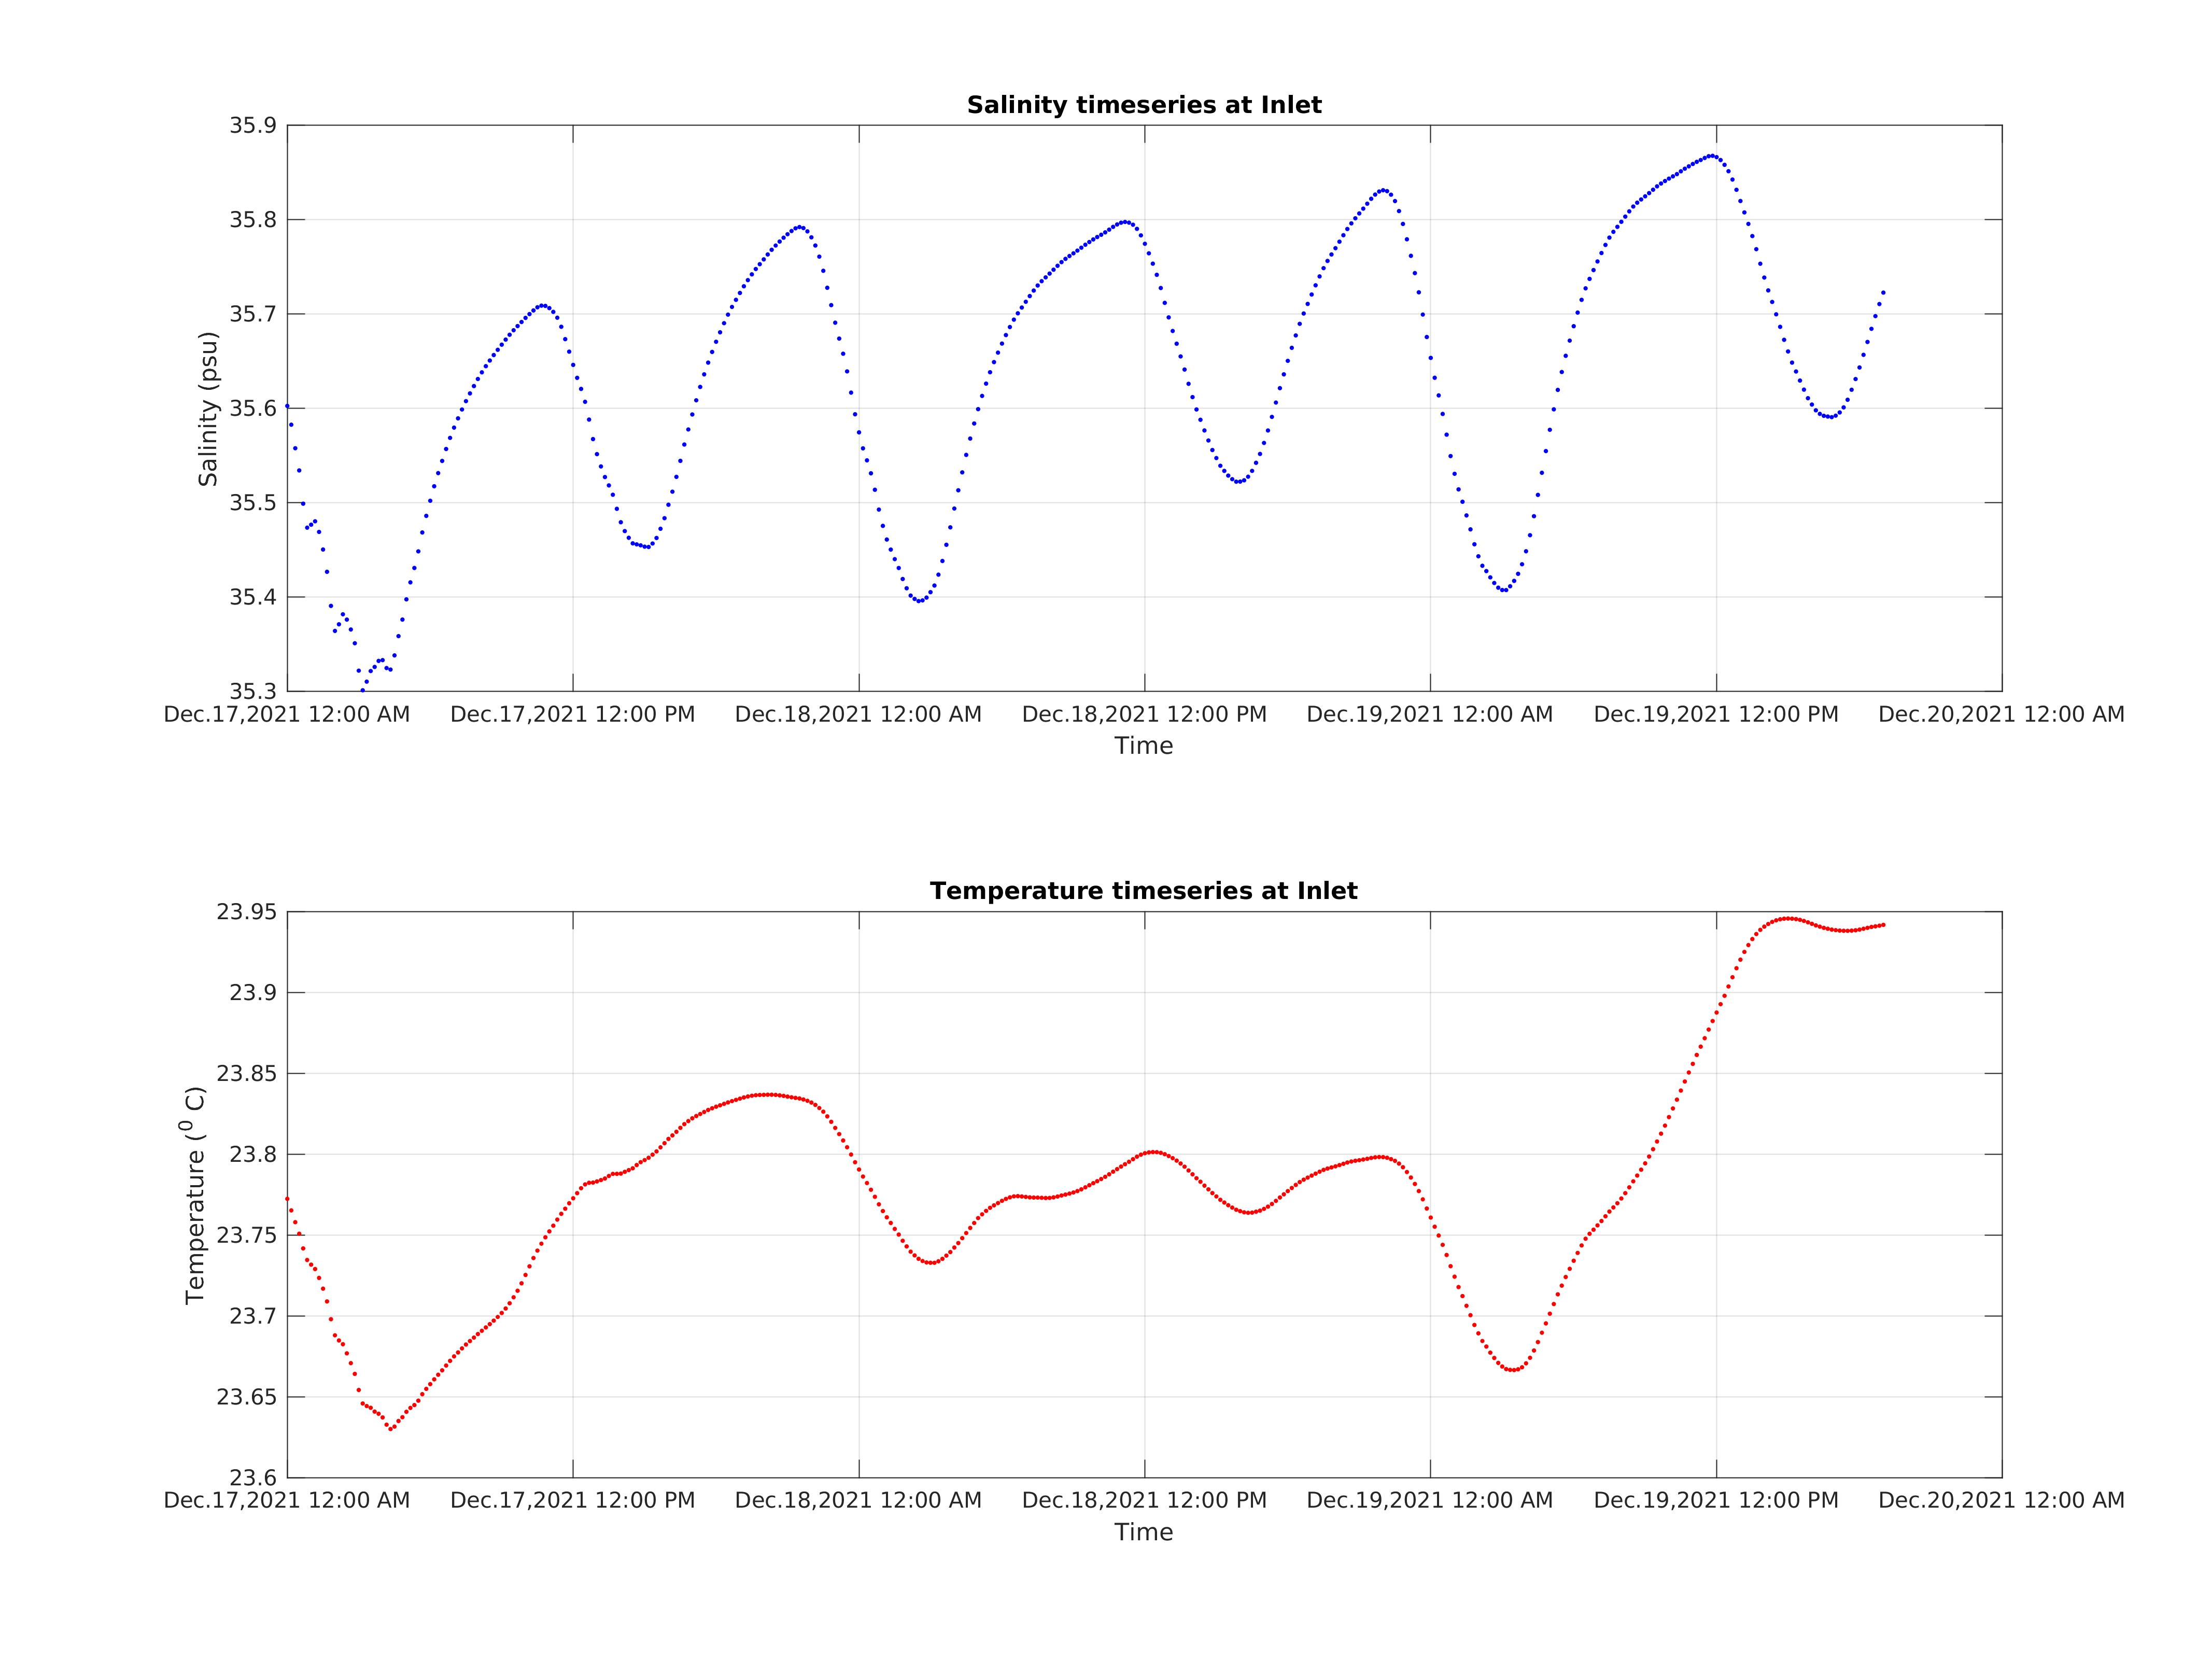 Salinity timeseries at Inlet
35.9
35.8
35.7
35.6
35.5
35.4
35.3
Salinity (psu)
Dec.17,2021 12:00 AM Dec.17,2021 12:00 PM Dec.18,2021 12:00 AM Dec.18,2021 12:00 PM Dec.19,2021 12:00 AM Dec.19,2021 12:00 PM Dec.20,2021 12:00 AM
Time
Temperature timeseries at Inlet
23.95
23.9
23.85
23.8
23.75
23.7
23.65
23.6
Temperature (⁰ C)
Dec.17,2021 12:00 AM Dec.17,2021 12:00 PM Dec.18,2021 12:00 AM Dec.18,2021 12:00 PM Dec.19,2021 12:00 AM Dec.19,2021 12:00 PM Dec.20,2021 12:00 AM
Time